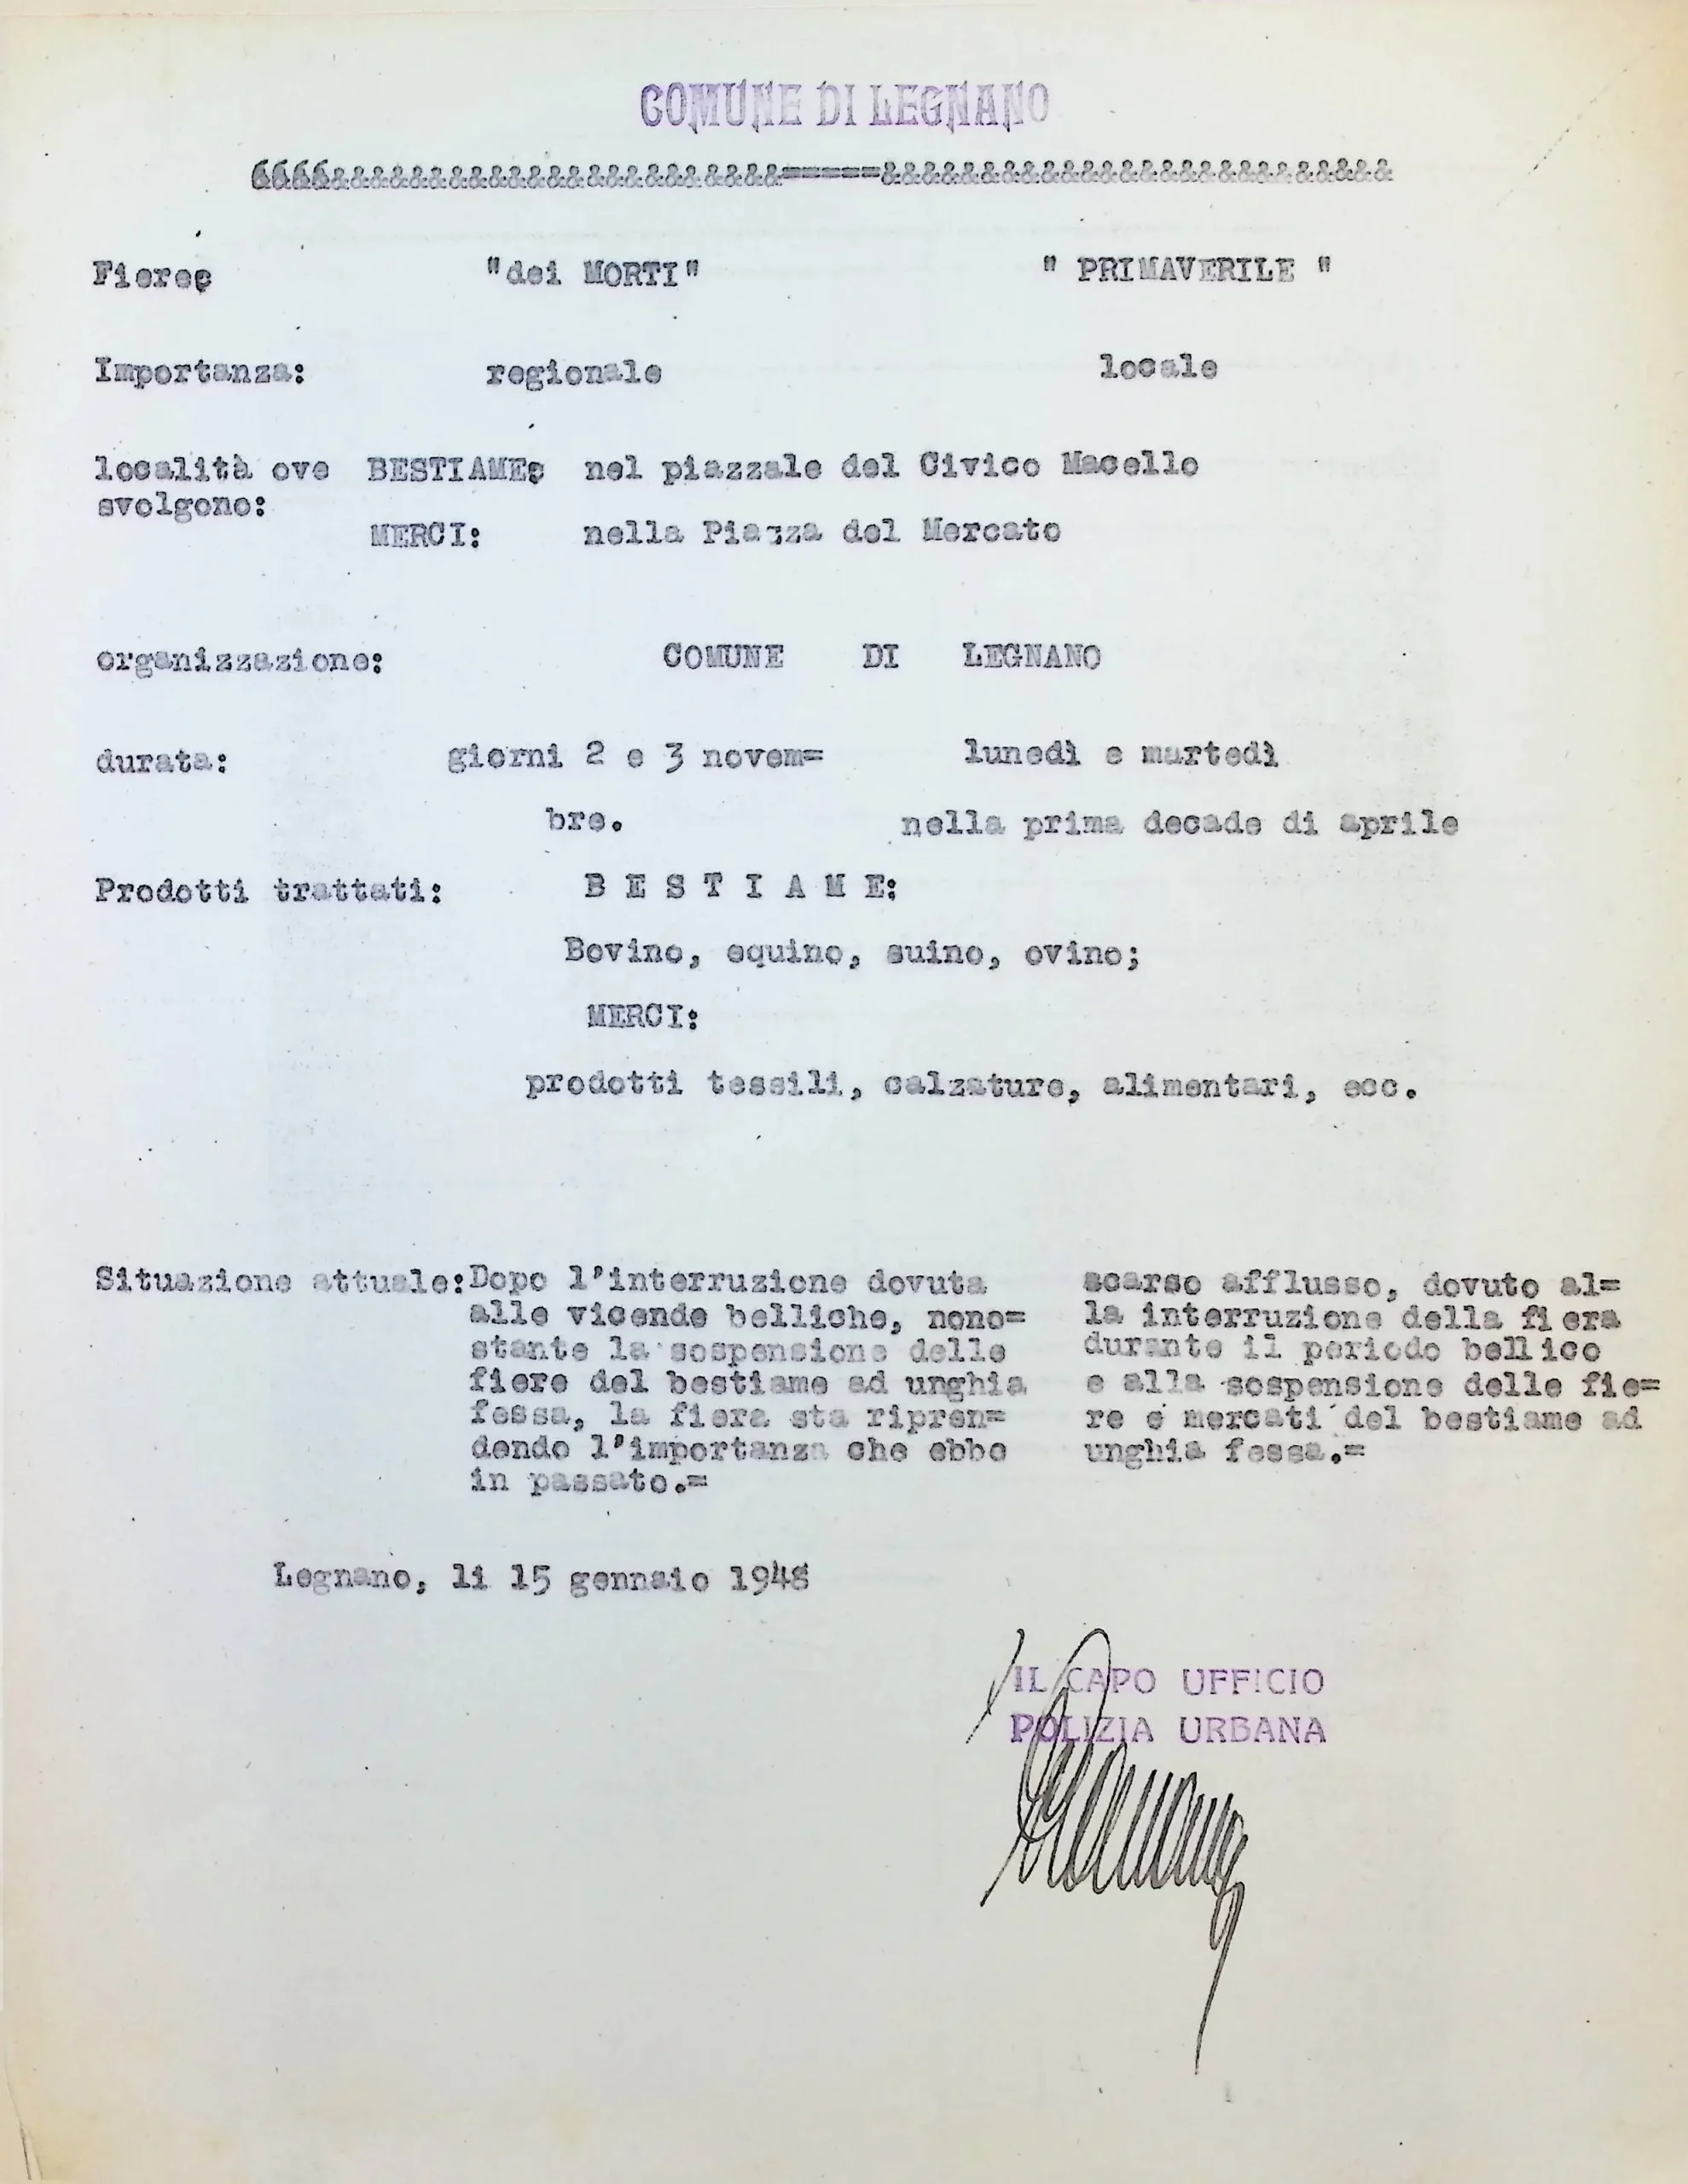 COMUNE DI LEGNANO
&&&&&&&&&&&&&&&&&&&&&&&&&&&=====&&&&&&&&&&&&&&&&&&&&&&&&&&
Fiere: "dei MORTI" " PRIMAVERILE "
Importanza: regionale locale
località ove BESTIAME: nel piazzale del Civico Macello
svolgono:
MERCI: nella Piazza del Mercato
organizzazione: COMUNE DI LEGNANO
durata: giorni 2 e 3 novem= lunedì e martedì
bre. nella prima decade di aprile
Prodotti trattati: B E S T I A M E:
Bovino, equino, suino, ovino;
MERCI:
prodotti tessili, calzature, alimentari, ecc.
Situazione attuale: Dopo l'interruzione dovuta
alle vicende belliche, nono=
stante la sospensione delle
fiere del bestiame ad unghia
fessa, la fiera sta ripren=
dendo l'importanza che ebbe
in passato.=
scarso afflusso, dovuto al=
la interruzione della fiera
durante il periodo bellico
e alla sospensione delle fie=
re e mercati del bestiame ad
unghia fessa.=
Legnano, li 15 gennaio 1948
IL CAPO UFFICIO
POLIZIA URBANA